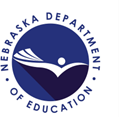 NEBRASKA DEPARTMENT
OF EDUCATION